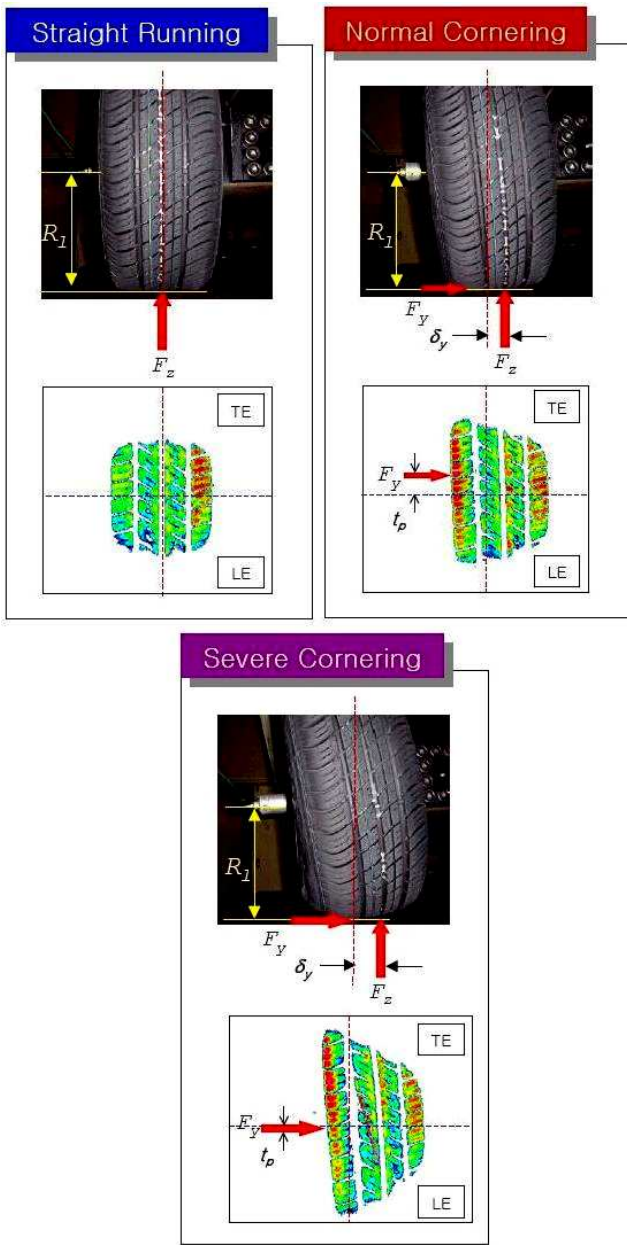 Straight Running
R1
Fz
TE
LE
Normal Cornering
R1
Fy
δy
Fz
TE
Fy
tp
LE
Severe Cornering
R1
Fy
δy
Fz
TE
Fy
tp
LE